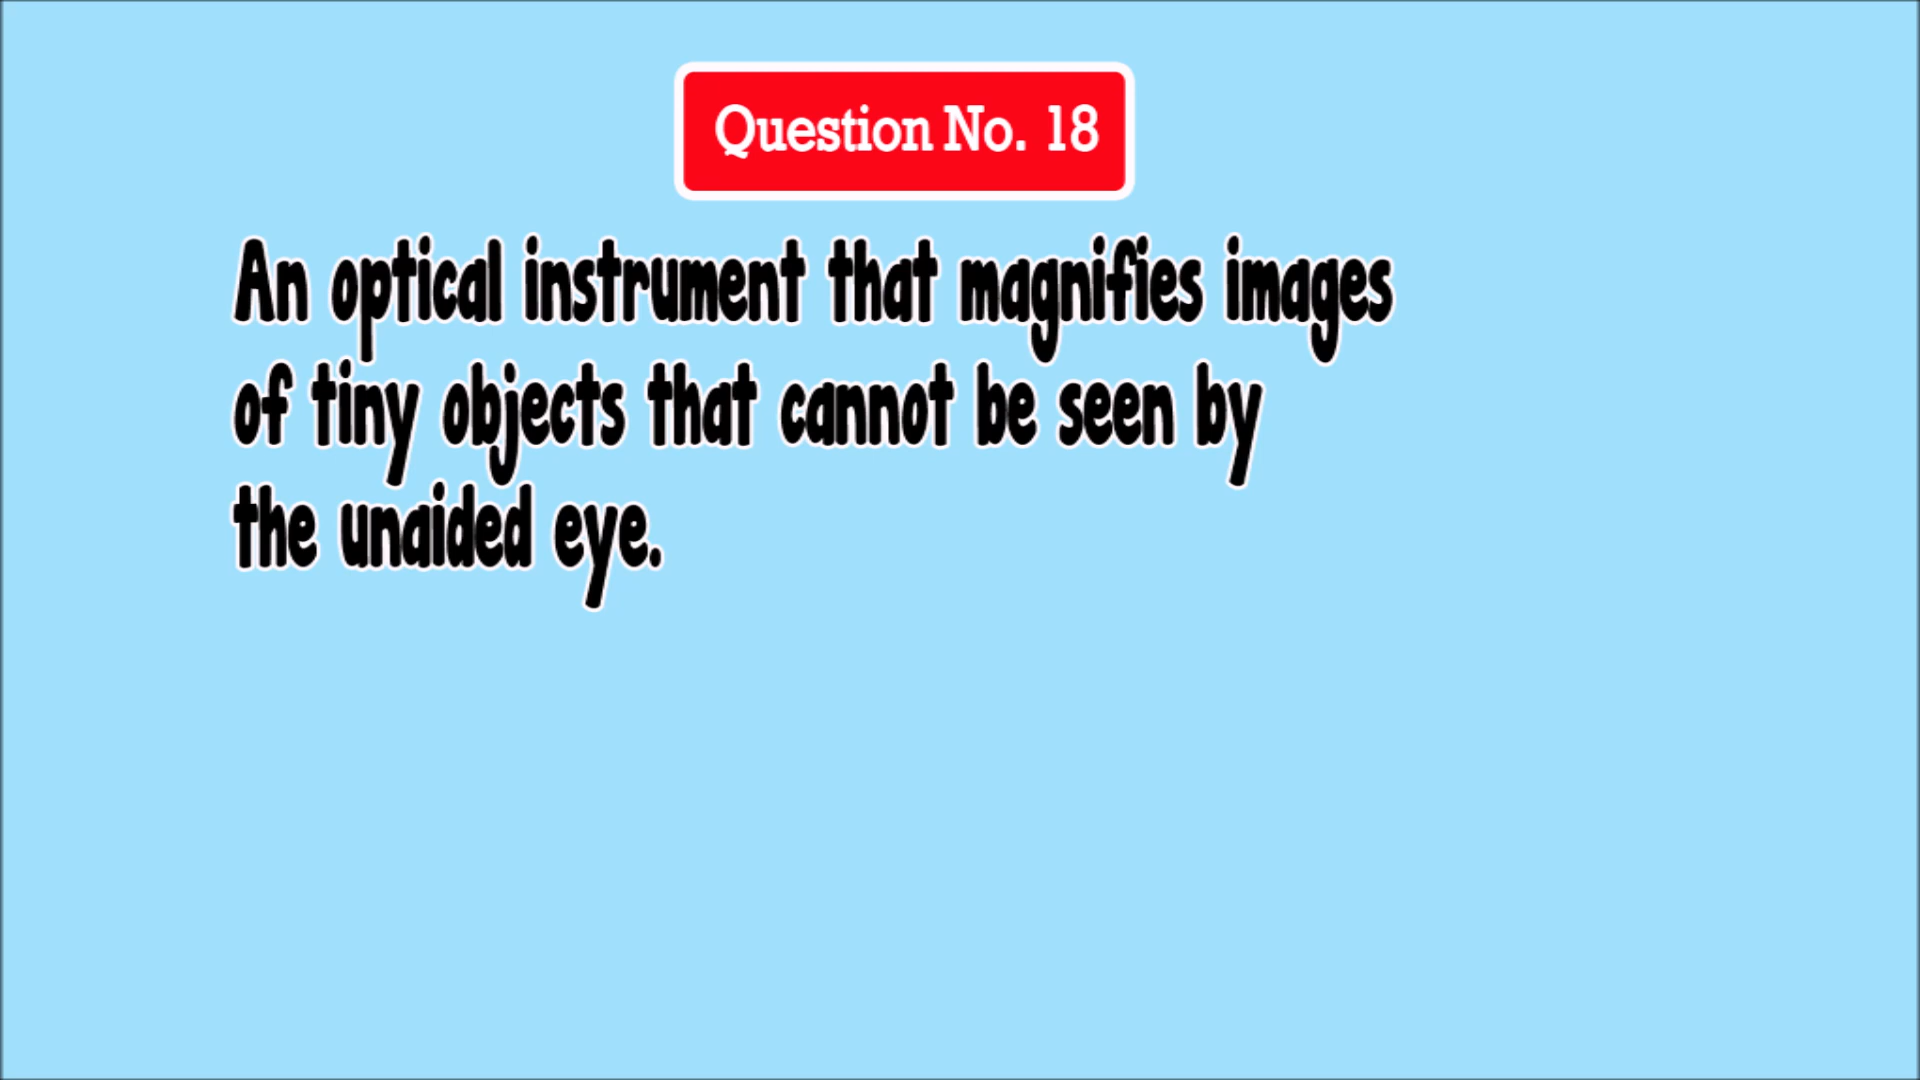 Question No. 18
An optical instrument that magnifies images
of tiny objects that cannot be seen by
the unaided eye.